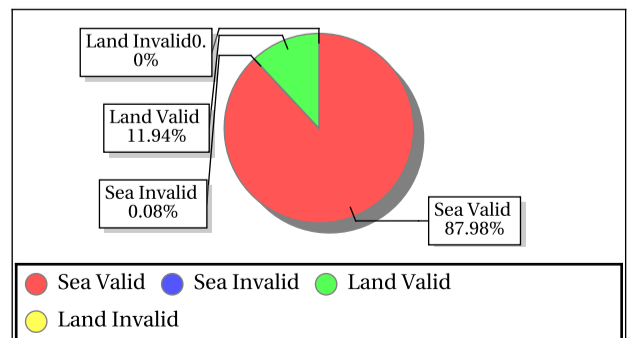 Land Invalid0.
0%
Land Valid
11.94%
Sea Invalid
0.08%
Sea Valid
87.98%
Sea Valid Sea Invalid Land Valid
Land Invalid